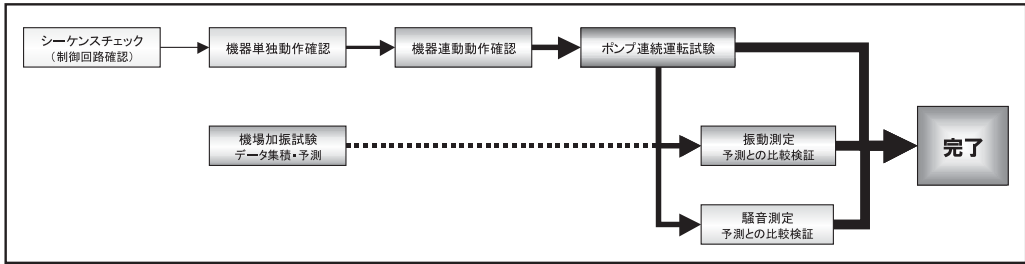 シーケンスチェック
（制御回路確認）
機器単独動作確認
機器連動動作確認
ポンプ連続運転試験
機場加振試験
データ集積・予測
振動測定
予測との比較検証
騒音測定
予測との比較検証
完了